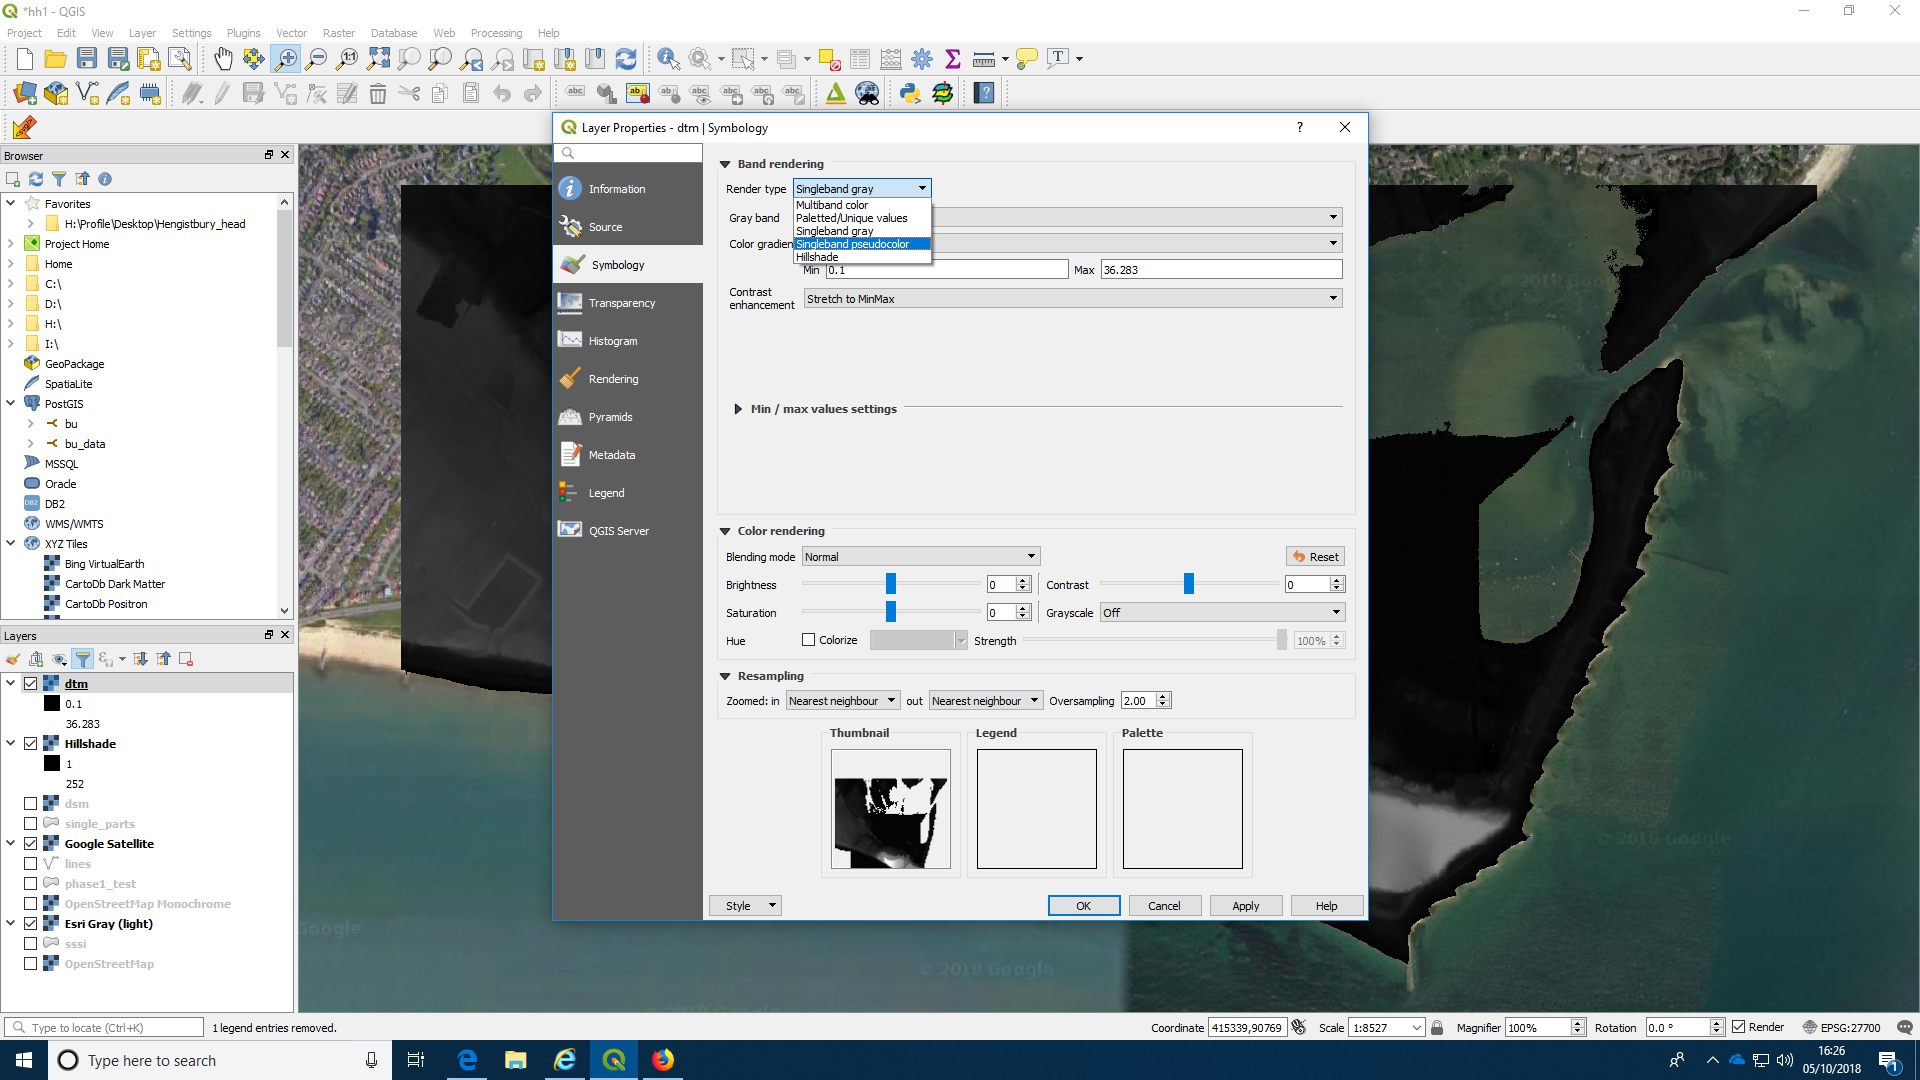 *hh1 - QGIS
Project Edit View Layer Settings Plugins Vector Raster Database Web Processing Help
Layer Properties - dtm | Symbology
?
Browser
Favorites
H:\Profile\Desktop\Hengistbury_head
Project Home
Home
C:\
D:\
H:\
I:\
GeoPackage
SpatiaLite
PostGIS
bu
bu_data
MSSQL
Oracle
DB2
WMS/WMTS
XYZ Tiles
Bing VirtualEarth
CartoDb Dark Matter
CartoDb Positron
Layers
dtm
0.1
36.283
Hillshade
1
252
dsm
single_parts
Google Satellite
lines
phase1_test
OpenStreetMap Monochrome
Esri Gray (light)
sssi
OpenStreetMap
Information
Source
Symbology
Transparency
Histogram
Rendering
Pyramids
Metadata
Legend
QGIS Server
Band rendering
Render type Singleband gray
Multiband color
Paletted/Unique values
Singleband gray
Singleband pseudocolor
Hillshade
Gray band
Color gradien
Min 0.1 Max 36.283
Contrast enhancement Stretch to MinMax
Min / max values settings
Color rendering
Blending mode Normal Reset
Brightness 0 Contrast 0
Saturation 0 Grayscale Off
Hue Colorize Strength 100%
Resampling
Zoomed: in Nearest neighbour out Nearest neighbour Oversampling 2.00
Thumbnail Legend Palette
Style OK Cancel Apply Help
© 2018 Google
Type to locate (Ctrl+K) 1 legend entries removed. Coordinate 415339,90769 Scale 1:8527 Magnifier 100% Rotation 0.0 ° Render EPSG:27700
Type here to search
16:26
05/10/2018
1